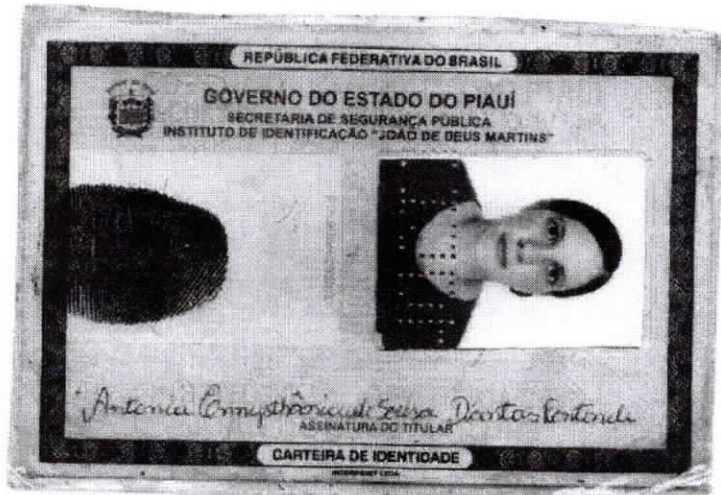 REPÚBLICA FEDERATIVA DO BRASIL
GOVERNO DO ESTADO DO PIAUÍ
SECRETARIA DE SEGURANÇA PÚBLICA
INSTITUTO DE IDENTIFICAÇÃO "JOÃO DE DEUS MARTINS"
Antonia de Sousa Dantas
ASSINATURA DO TITULAR
CARTEIRA DE IDENTIDADE